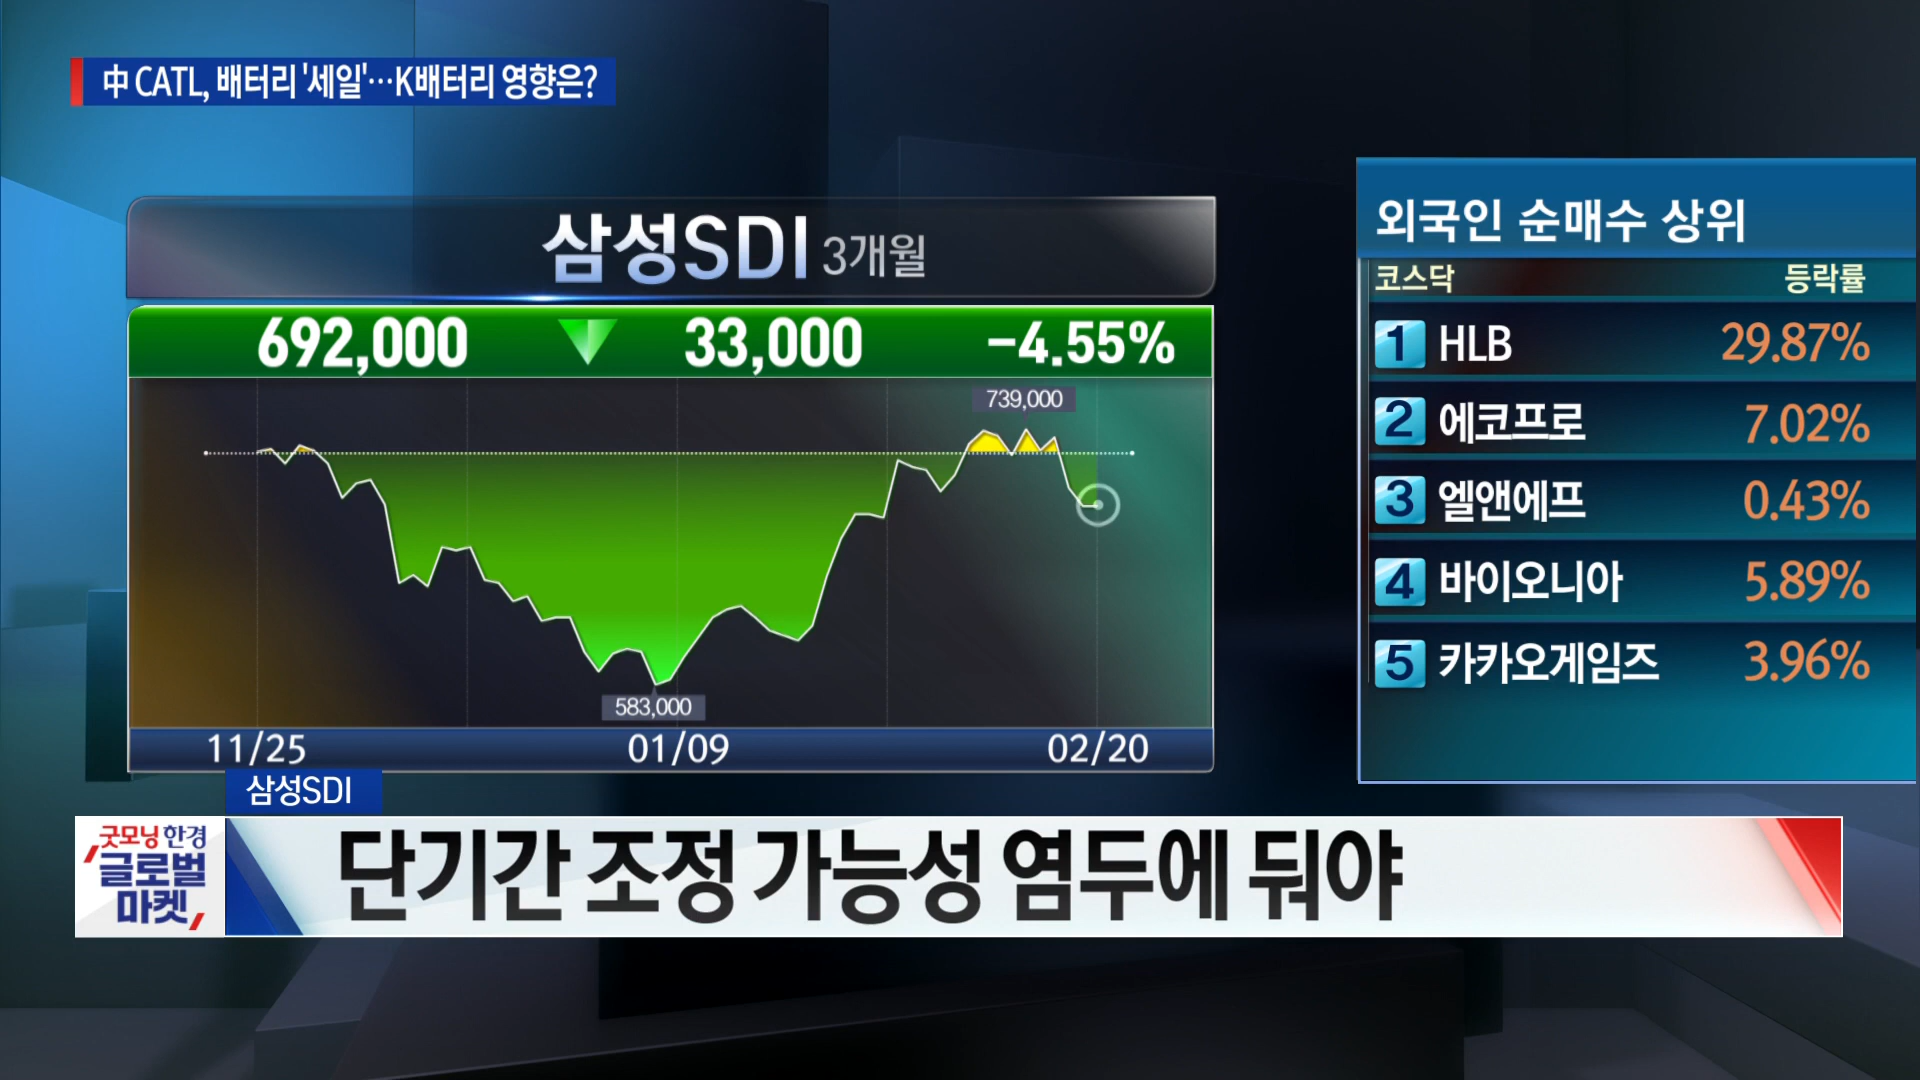 中 CATL, 배터리 '세일'…K배터리 영향은?
삼성SDI 3개월
692,000 ▼ 33,000 -4.55%
739,000
583,000
11/25 01/09 02/20
외국인 순매수 상위
코스닥 등락률
1 HLB 29.87%
2 에코프로 7.02%
3 엘앤에프 0.43%
4 바이오니아 5.89%
5 카카오게임즈 3.96%
삼성SDI
굿모닝 한경
글로벌
마켓
단기간 조정 가능성 염두에 둬야